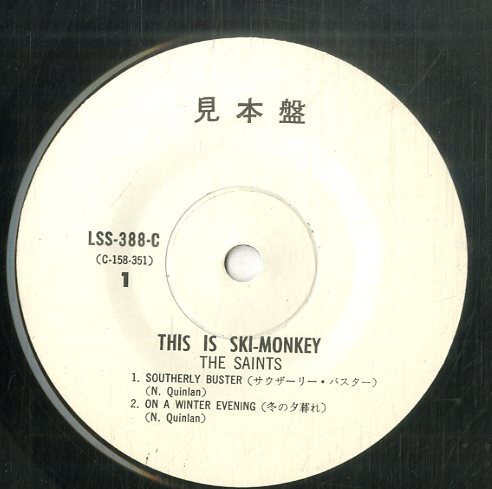 見本盤
LSS-388-C
(C-158-351)
1
THIS IS SKI-MONKEY
THE SAINTS
1. SOUTHERLY BUSTER (サウザーリー・バスター)
(N. Quinlan)
2. ON A WINTER EVENING (冬の夕暮れ)
(N. Quinlan)